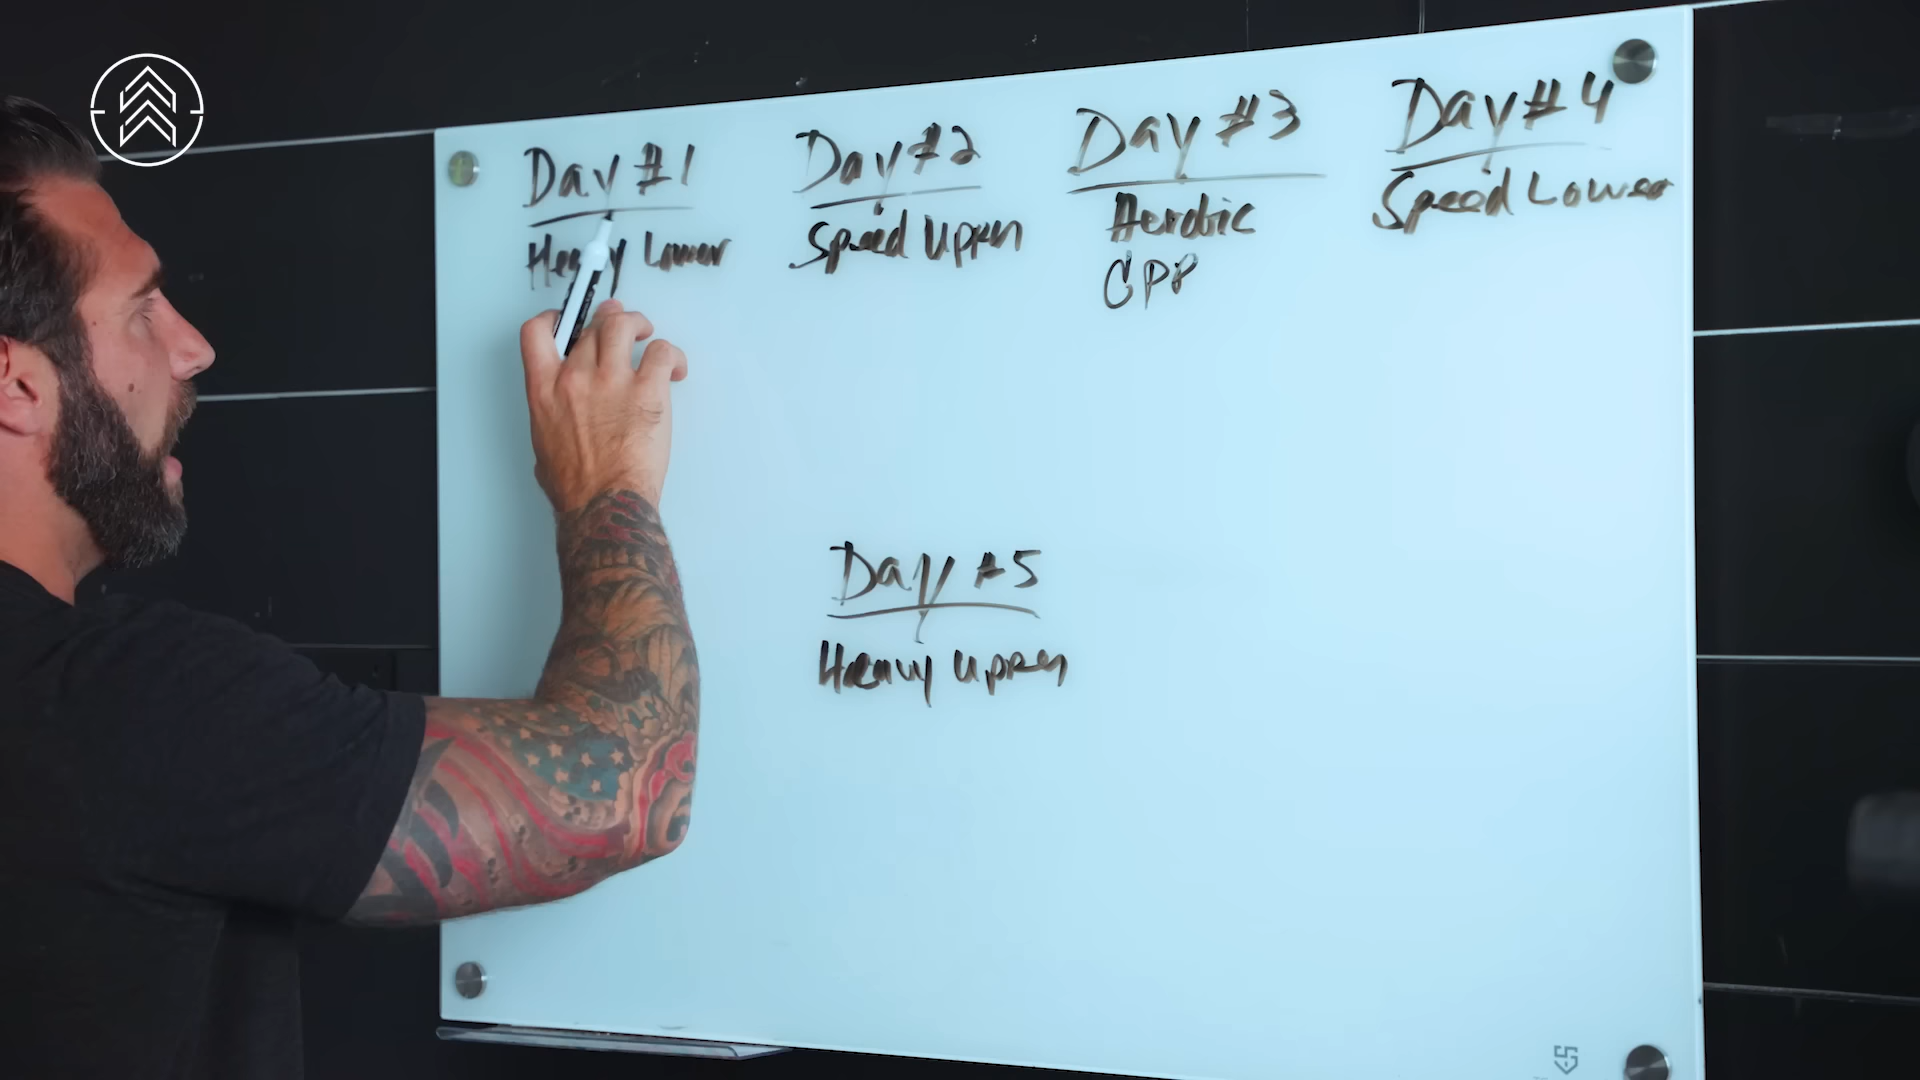 Day #1
Heavy Lower
Day #2
Speed Upper
Day #3
Aerobic
GPP
Day #4
Speed Lower
Day #5
Heavy Upper